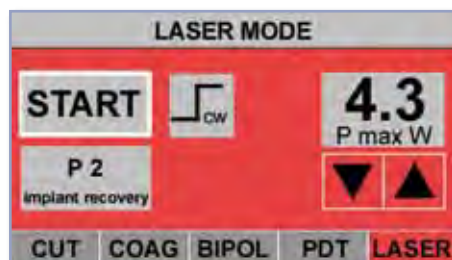 LASER MODE
START
CW
4.3
P max W
P 2
implant recovery
CUT COAG BIPOL PDT LASER